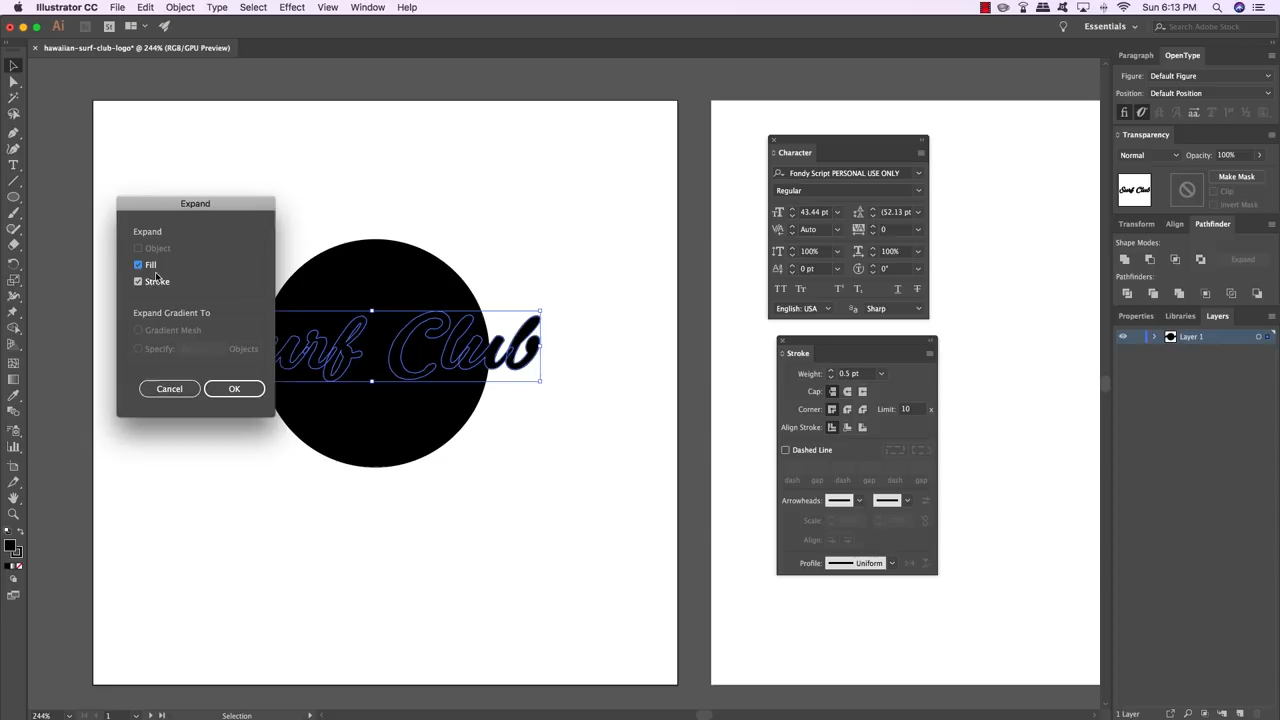 Illustrator CC File Edit Object Type Select Effect View Window Help
Sun 6:13 PM
Essentials
Search Adobe Stock
hawaiian-surf-club-logo* @ 244% (RGB/GPU Preview)
Expand
Expand
Object
Fill
Stroke
Expand Gradient To
Gradient Mesh
Specify:
Objects
Cancel
OK
Surf Club
Character
Fondy Script PERSONAL USE ONLY
Regular
43.44 pt
(52.13 pt
Auto
0
100%
100%
0 pt
0°
English: USA
Sharp
Stroke
Weight: 0.5 pt
Cap:
Corner:
Limit: 10 x
Align Stroke:
Dashed Line
dash gap dash gap dash gap
Arrowheads:
Scale:
Align:
Profile: Uniform
Paragraph OpenType
Figure: Default Figure
Position: Default Position
Transparency
Normal
Opacity: 100%
Surf Club
Make Mask
Clip
Invert Mask
Transform Align Pathfinder
Shape Modes:
Expand
Pathfinders:
Properties Libraries Layers
Layer 1
1 Layer
244%
1
Selection